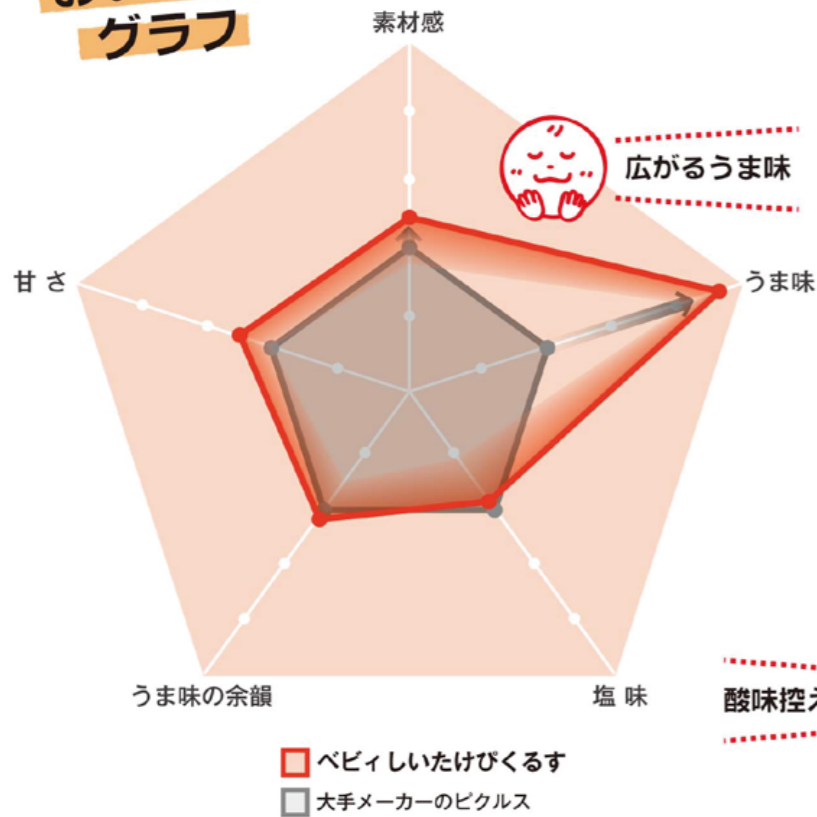 グラフ
素材感
広がるうま味
甘さ
うま味
うま味の余韻
塩味
酸味控え
ベビィしいたけぴくるす
大手メーカーのピクルス